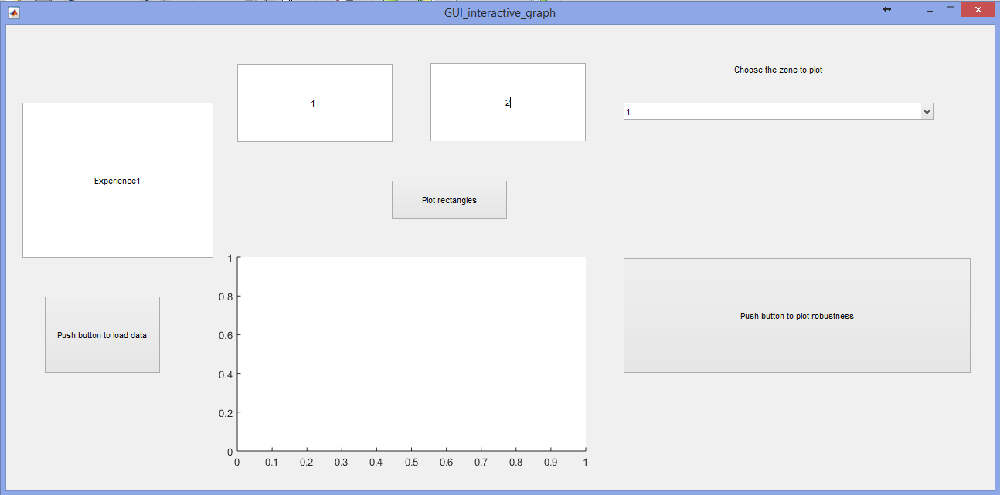 GUI_interactive_graph
1
2
Choose the zone to plot
1
Experience1
Plot rectangles
Push button to load data
Push button to plot robustness
1
0.8
0.6
0.4
0.2
0
0 0.1 0.2 0.3 0.4 0.5 0.6 0.7 0.8 0.9 1